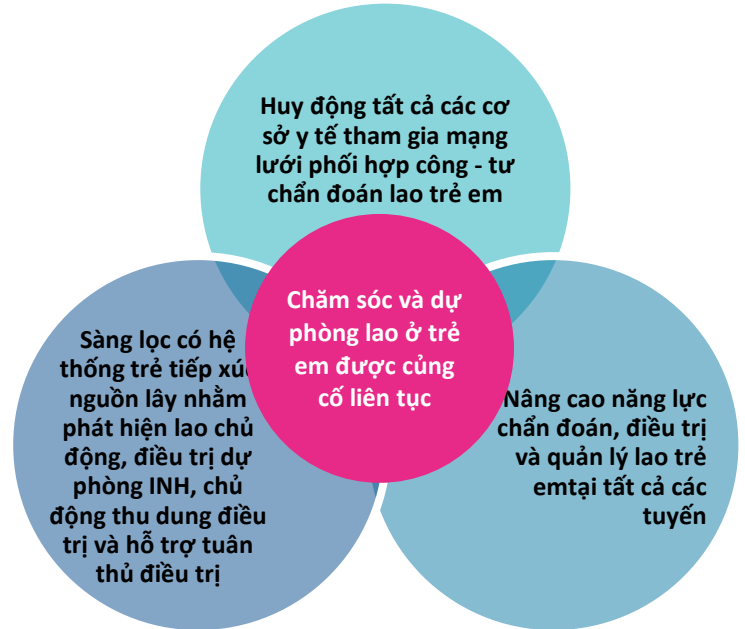 Huy động tất cả các cơ
sở y tế tham gia mạng
lưới phối hợp công - tư
chẩn đoán lao trẻ em
Chăm sóc và dự
phòng lao ở trẻ
em được củng
cố liên tục
Sàng lọc có hệ
thống trẻ tiếp xúc
nguồn lây nhằm
phát hiện lao chủ
động, điều trị dự
phòng INH, chủ
động thu dung điều
trị và hỗ trợ tuân
thủ điều trị
Nâng cao năng lực
chẩn đoán, điều trị
và quản lý lao trẻ
emtại tất cả các
tuyến